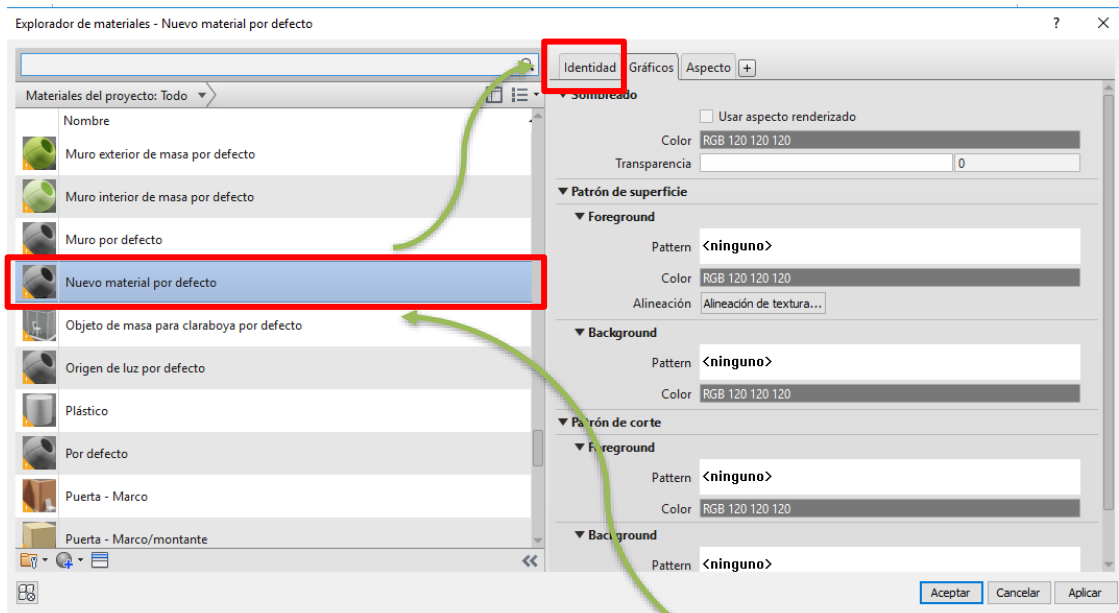 Explorador de materiales - Nuevo material por defecto
? ×
Identidad Gráficos Aspecto +
Materiales del proyecto: Todo
Nombre
Muro exterior de masa por defecto
Muro interior de masa por defecto
Muro por defecto
Nuevo material por defecto
Objeto de masa para claraboya por defecto
Origen de luz por defecto
Plástico
Por defecto
Puerta - Marco
Puerta - Marco/montante
Sombreado
Usar aspecto renderizado
Color RGB 120 120 120
Transparencia 0
Patrón de superficie
Foreground
Pattern <ninguno>
Color RGB 120 120 120
Alineación Alineación de textura...
Background
Pattern <ninguno>
Color RGB 120 120 120
Patrón de corte
Foreground
Pattern <ninguno>
Color RGB 120 120 120
Background
Pattern <ninguno>
Aceptar Cancelar Aplicar